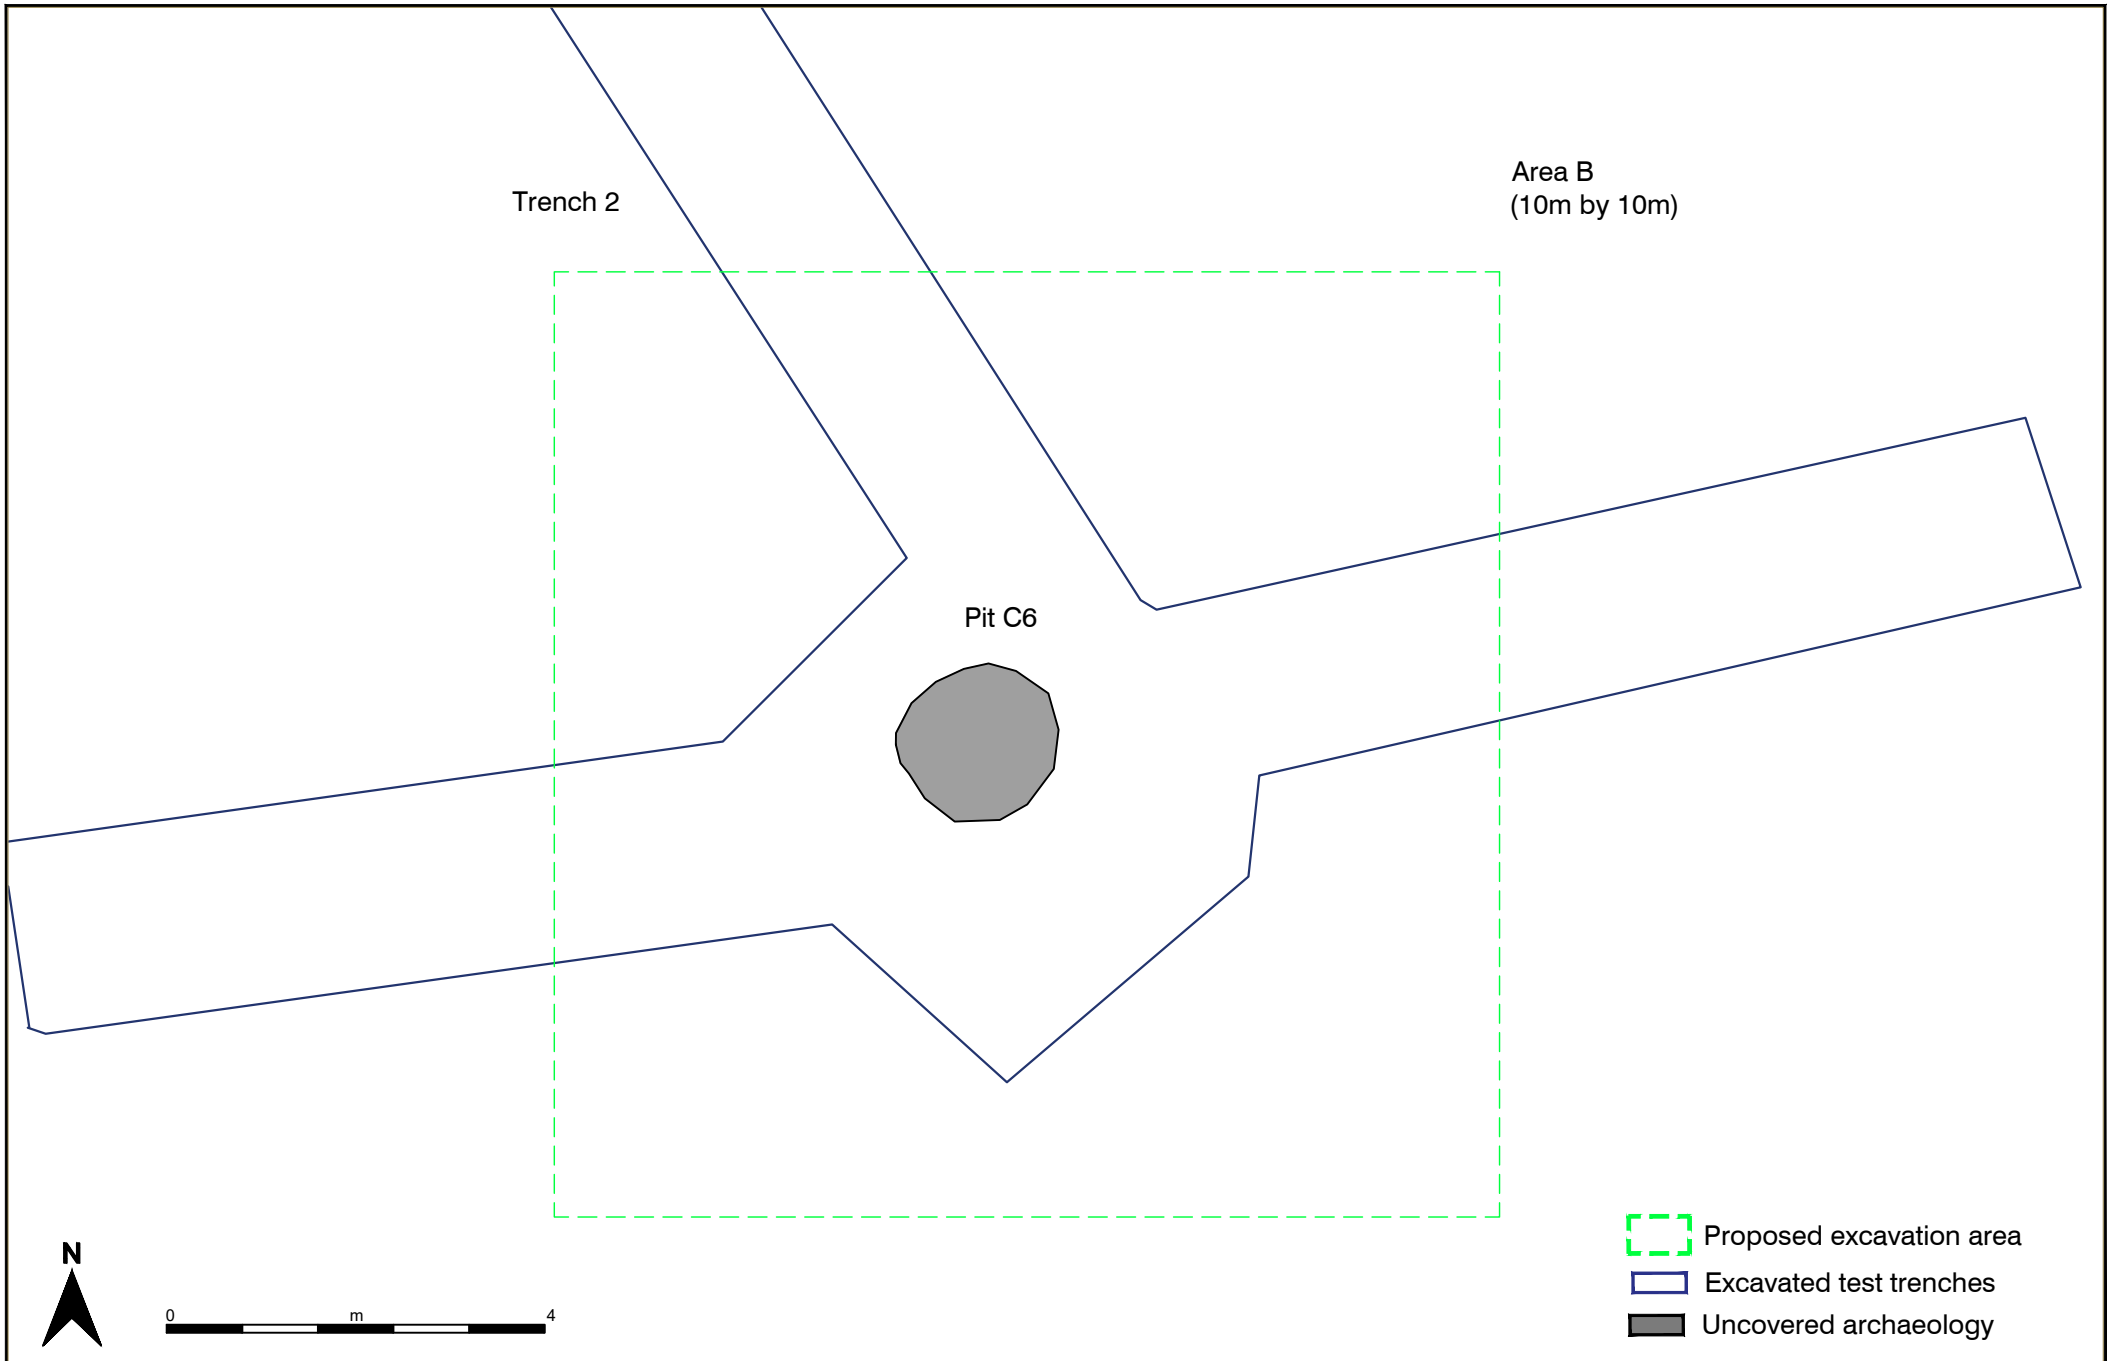 Area B
Trench 2
(10m by 10m)
Pit C6
N
0 m 4
Proposed excavation area
Excavated test trenches
Uncovered archaeology